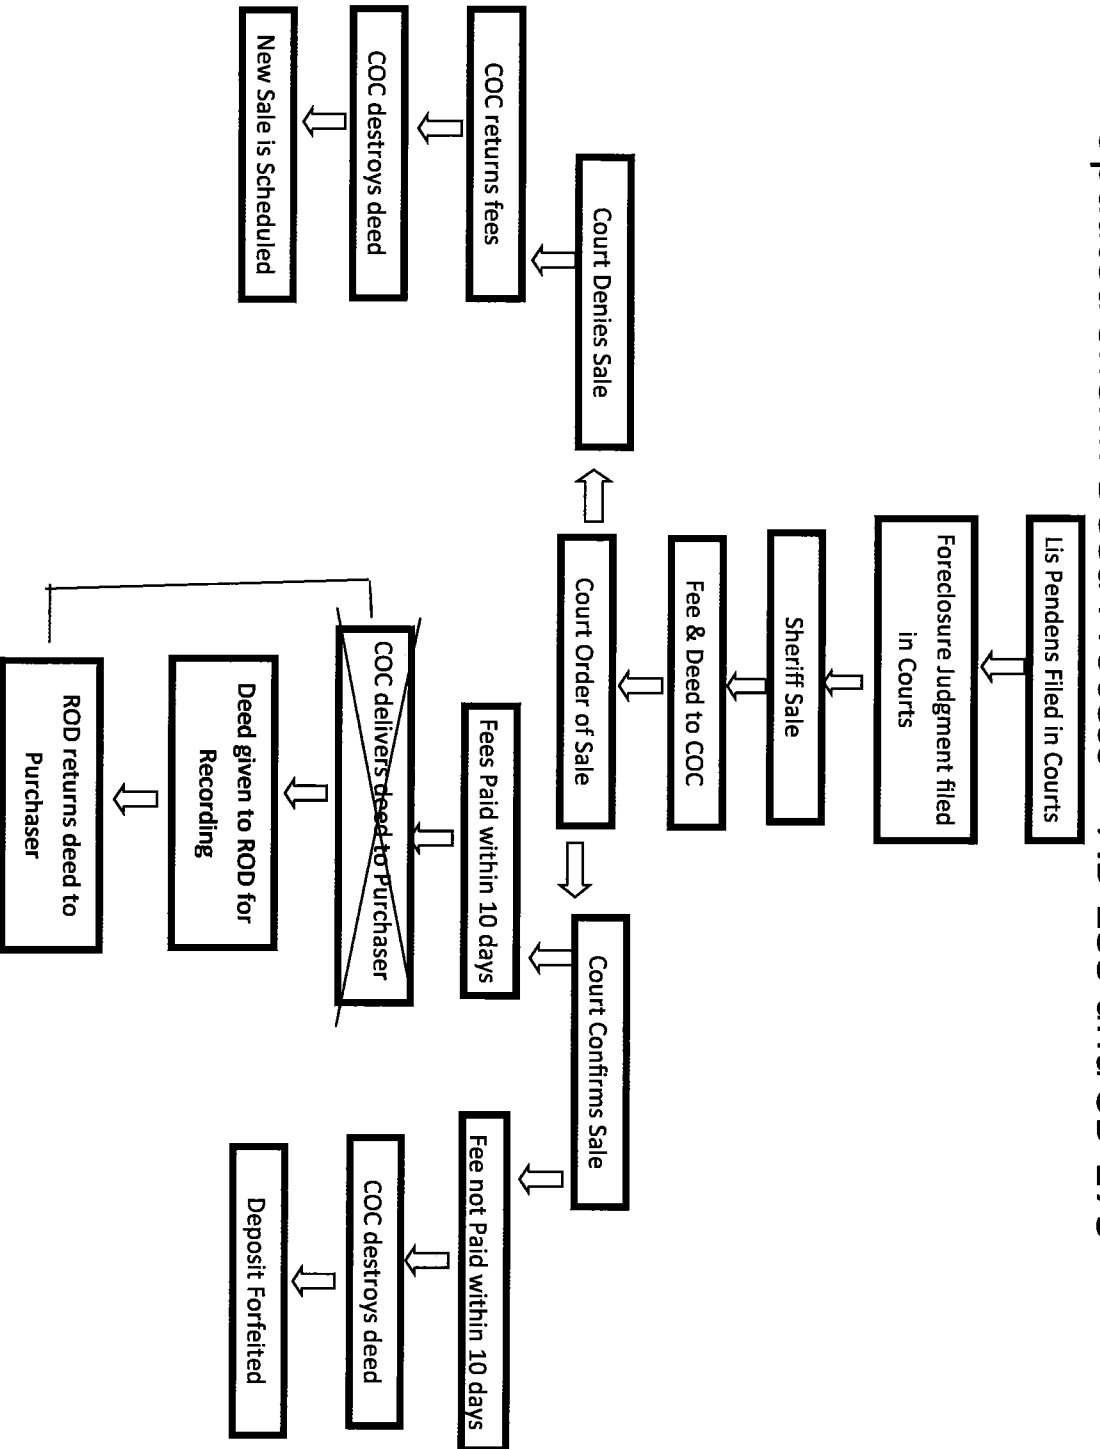 Lis Pendens Filed in Courts
Foreclosure Judgment filed
in Courts
Sheriff Sale
Fee & Deed to COC
Court Order of Sale
Court Denies Sale
COC returns fees
COC destroys deed
New Sale is Scheduled
Court Confirms Sale
Fees Paid within 10 days
COC delivers deed to Purchaser
Deed given to ROD for
Recording
ROD returns deed to
Purchaser
Fee not Paid within 10 days
COC destroys deed
Deposit Forfeited